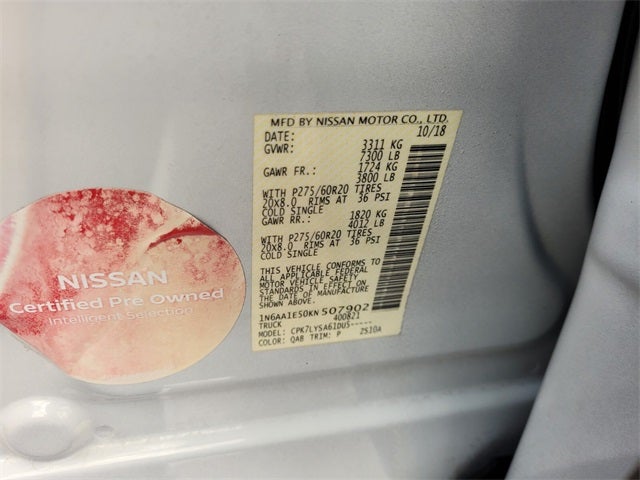 MFD BY NISSAN MOTOR CO., LTD.
DATE: 10/18
GVWR: 3311 KG
7300 LB
GAWR FR.: 1724 KG
3800 LB
WITH P275/60R20 TIRES
20X8.0 RIMS AT 36 PSI
COLD SINGLE
GAWR RR.: 1820 KG
4012 LB
WITH P275/60R20 TIRES
20X8.0 RIMS AT 36 PSI
COLD SINGLE
THIS VEHICLE CONFORMS TO
ALL APPLICABLE FEDERAL
MOTOR VEHICLE SAFETY
STANDARDS IN EFFECT ON
THE DATE OF MANUFACTURE
SHOWN ABOVE.
1N6AA1E50KN507902
TRUCK 400821
MODEL: CPK7LYSA61DUS-----
COLOR: QAB TRIM: P 2510A
NISSAN
Certified Pre Owned
Intelligent Selection